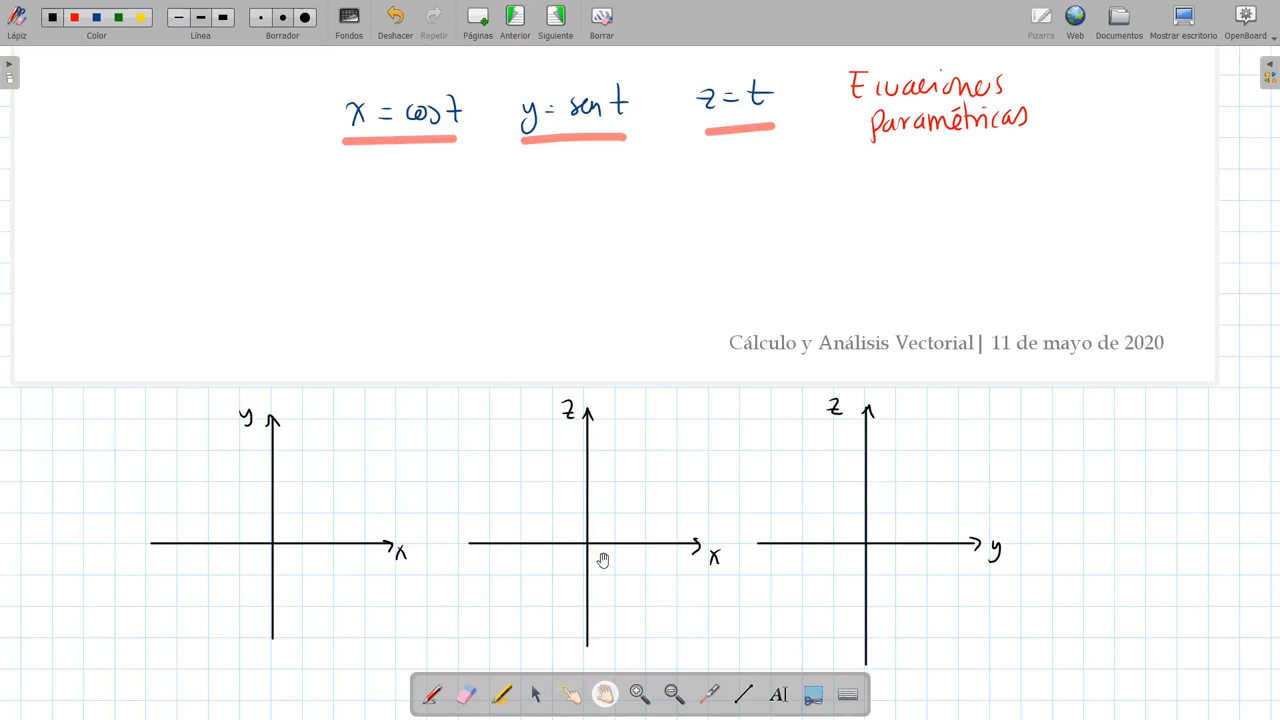 Lápiz Color Línea Borrador Fondos Deshacer Repetir Páginas Anterior Siguiente Borrar Pizarra Web Documentos Mostrar escritorio OpenBoard
x = cos t y = sen t z = t Ecuaciones
paramétricas
Cálculo y Análisis Vectorial| 11 de mayo de 2020
y z z
x x y
AI